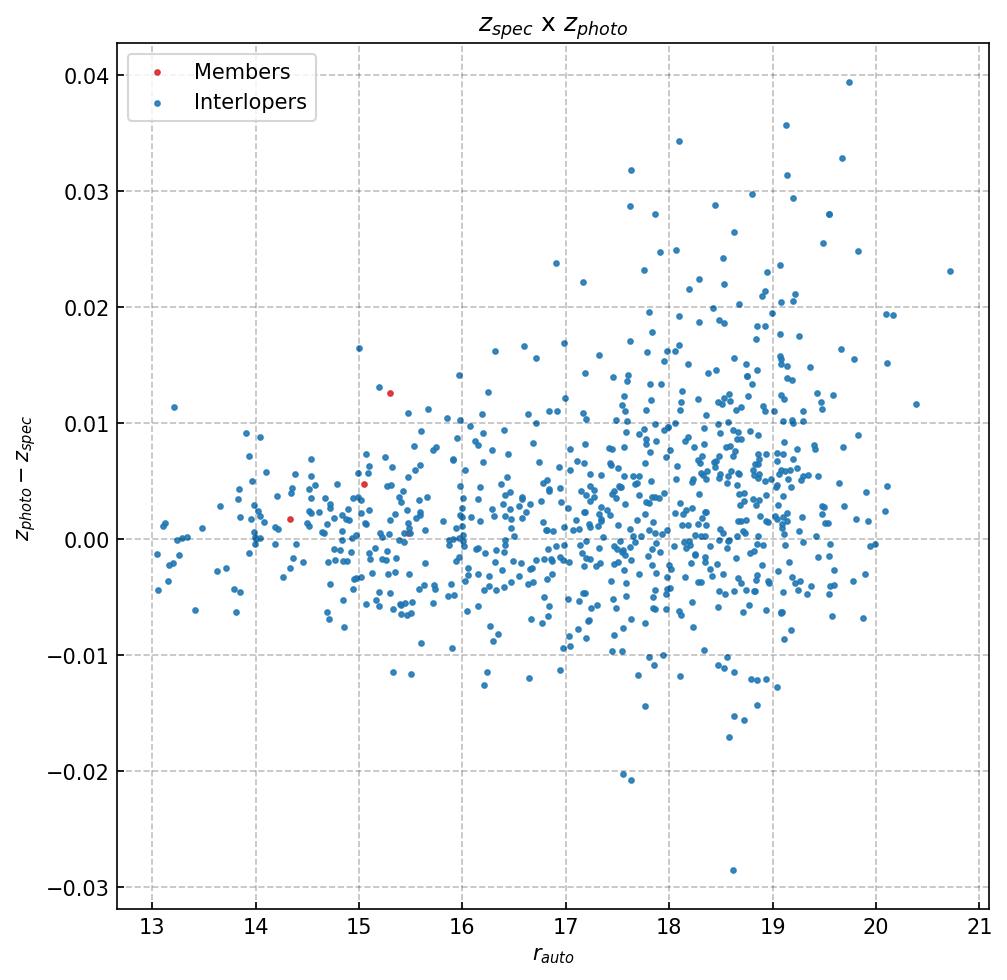 z_spec x z_photo
Members
Interlopers
0.04
0.03
0.02
0.01
0.00
−0.01
−0.02
−0.03
z_photo − z_spec
13 14 15 16 17 18 19 20 21
r_auto